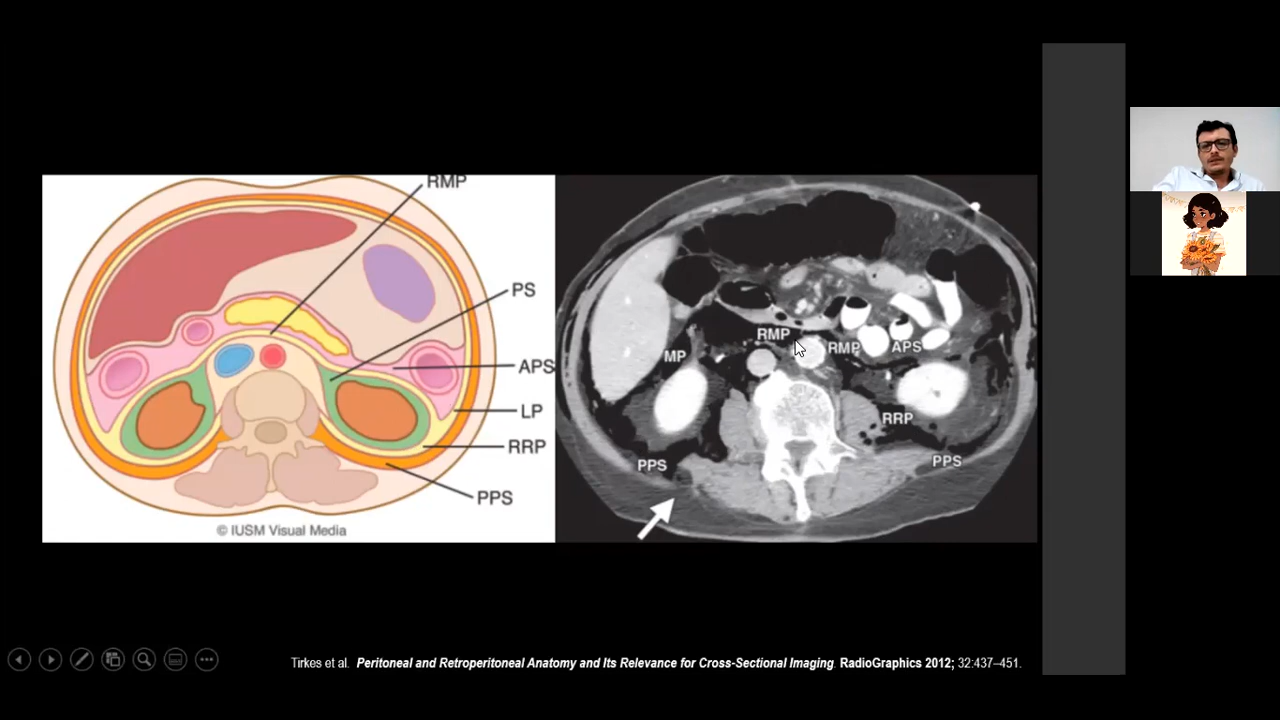 RMP
PS
APS
LP
RRP
PPS
© IUSM Visual Media
RMP
RMP
APS
MP
RRP
PPS
PPS
Tirkes et al. Peritoneal and Retroperitoneal Anatomy and Its Relevance for Cross-Sectional Imaging. RadioGraphics 2012; 32:437–451.